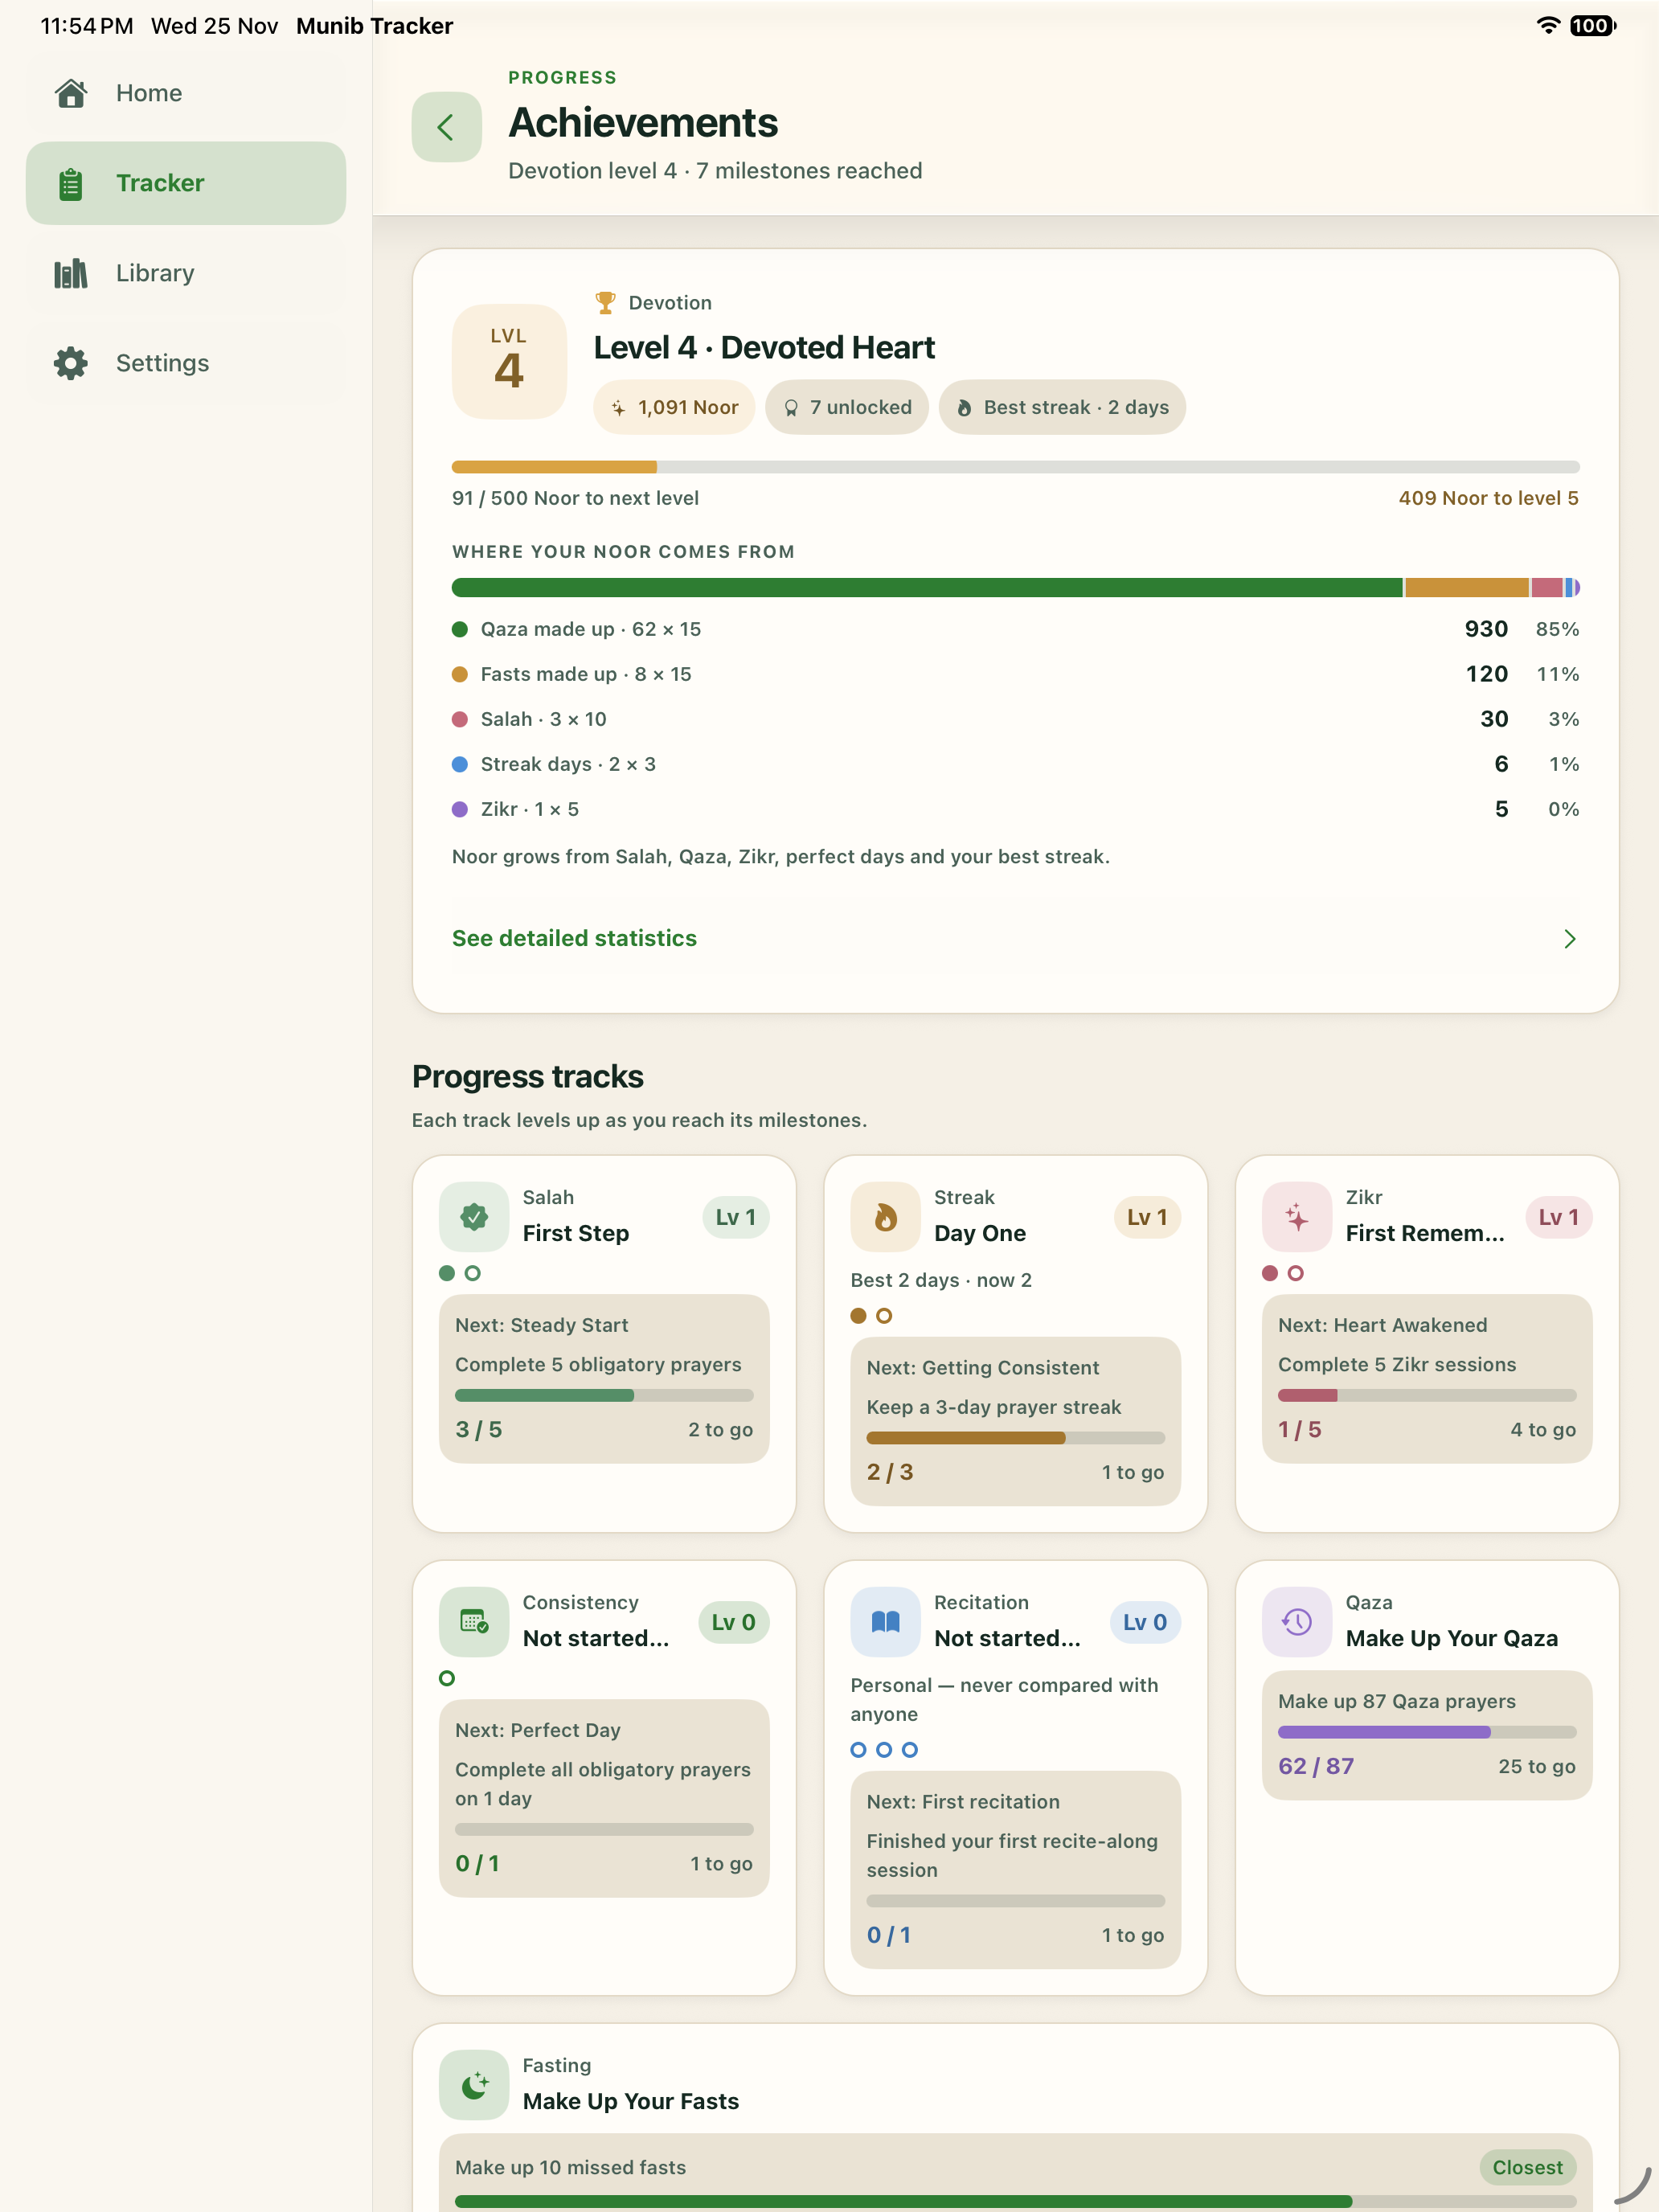 11:54 PM Wed 25 Nov Munib Tracker
100
Home
Tracker
Library
Settings
PROGRESS
Achievements
Devotion level 4 · 7 milestones reached
LVL
4
Devotion
Level 4 · Devoted Heart
1,091 Noor
7 unlocked
Best streak · 2 days
91 / 500 Noor to next level
409 Noor to level 5
WHERE YOUR NOOR COMES FROM
Qaza made up · 62 × 15 930 85%
Fasts made up · 8 × 15 120 11%
Salah · 3 × 10 30 3%
Streak days · 2 × 3 6 1%
Zikr · 1 × 5 5 0%
Noor grows from Salah, Qaza, Zikr, perfect days and your best streak.
See detailed statistics
Progress tracks
Each track levels up as you reach its milestones.
Salah
First Step
Lv 1
Next: Steady Start
Complete 5 obligatory prayers
3 / 5
2 to go
Streak
Day One
Lv 1
Best 2 days · now 2
Next: Getting Consistent
Keep a 3-day prayer streak
2 / 3
1 to go
Zikr
First Remem...
Lv 1
Next: Heart Awakened
Complete 5 Zikr sessions
1 / 5
4 to go
Consistency
Not started...
Lv 0
Next: Perfect Day
Complete all obligatory prayers
on 1 day
0 / 1
1 to go
Recitation
Not started...
Lv 0
Personal — never compared with
anyone
Next: First recitation
Finished your first recite-along
session
0 / 1
1 to go
Qaza
Make Up Your Qaza
Make up 87 Qaza prayers
62 / 87
25 to go
Fasting
Make Up Your Fasts
Make up 10 missed fasts
Closest